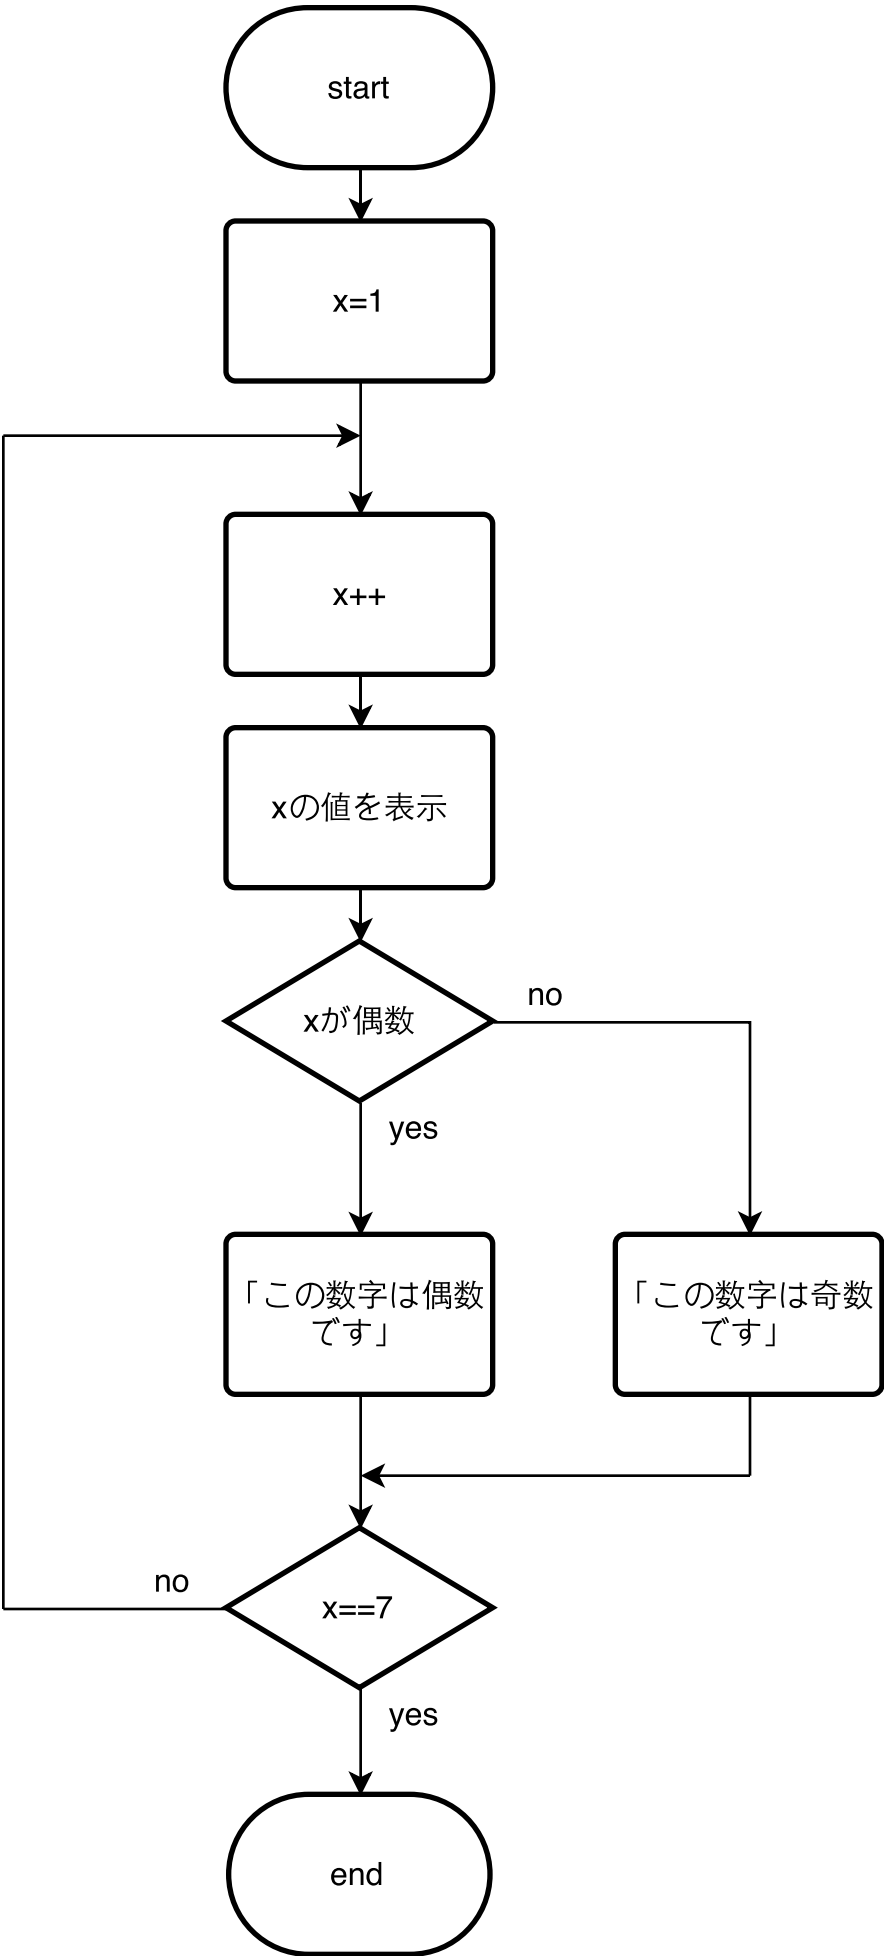 start
x=1
x++
xの値を表示
xが偶数
no
yes
「この数字は偶数
です」
「この数字は奇数
です」
no
x==7
yes
end